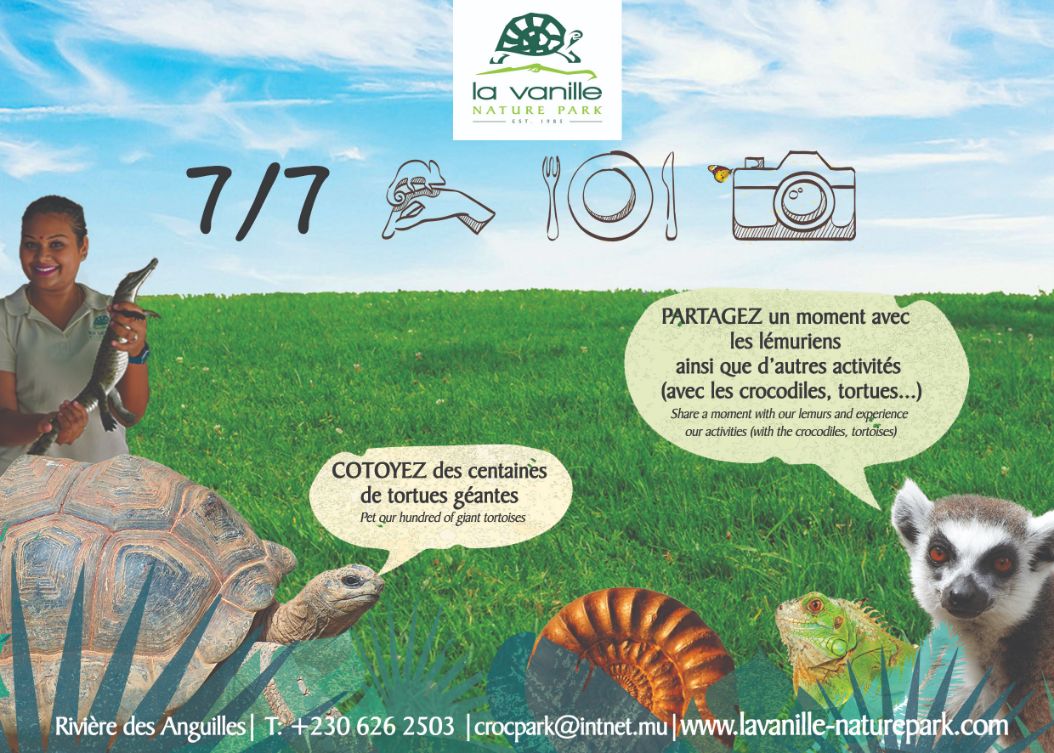 la vanille
NATURE PARK
EST. 1985
7/7
PARTAGEZ un moment avec
les lémuriens
ainsi que d'autres activités
(avec les crocodiles, tortues...)
Share a moment with our lemurs and experience
our activities (with the crocodiles, tortoises)
COTOYEZ des centaines
de tortues géantes
Pet our hundred of giant tortoises
Rivière des Anguilles| T: +230 626 2503 |crocpark@intnet.mu|www.lavanille-naturepark.com